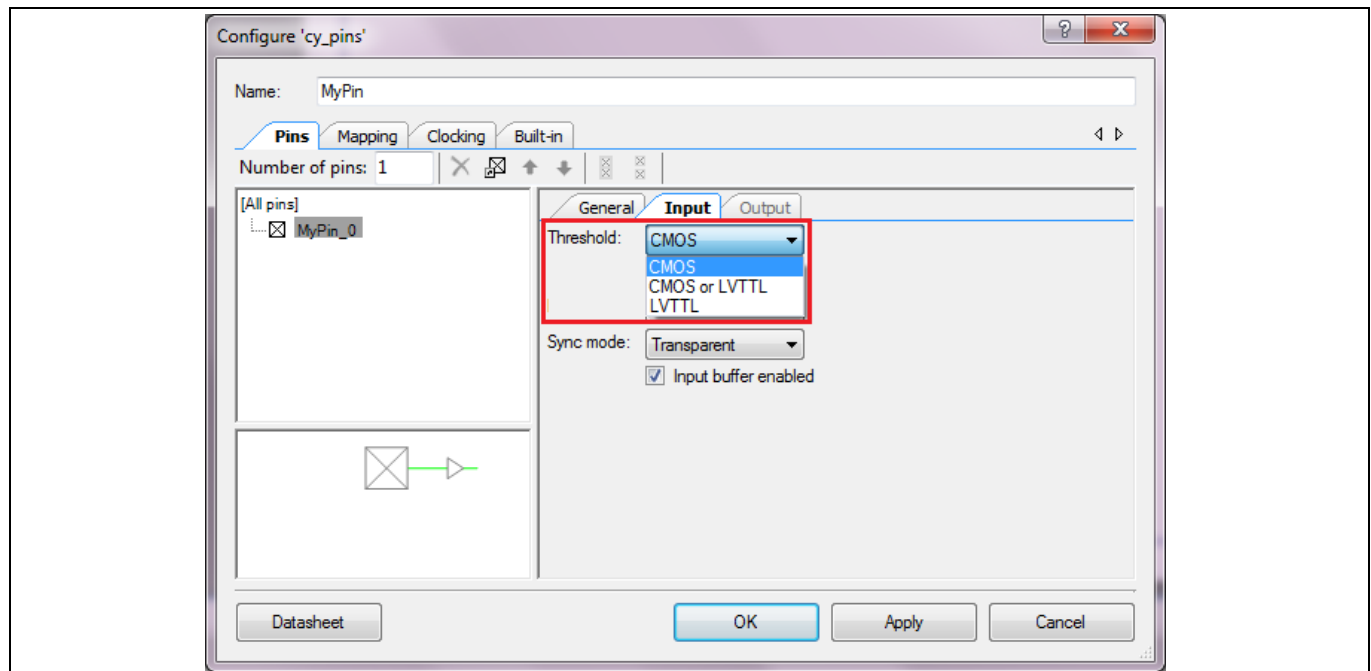 Configure 'cy_pins'
Name: MyPin
Pins Mapping Clocking Built-in
Number of pins: 1
[All pins]
MyPin_0
General Input Output
Threshold: CMOS
CMOS
CMOS or LVTTL
LVTTL
Sync mode: Transparent
Input buffer enabled
Datasheet OK Apply Cancel